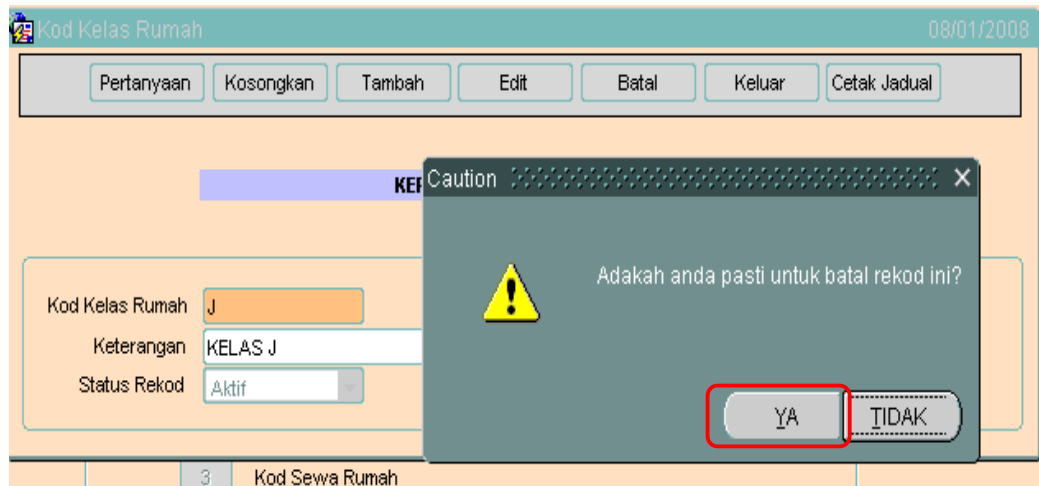 Kod Kelas Rumah 08/01/2008
Pertanyaan Kosongkan Tambah Edit Batal Keluar Cetak Jadual
Caution
Adakah anda pasti untuk batal rekod ini?
Kod Kelas Rumah J
Keterangan KELAS J
Status Rekod Aktif
YA TIDAK
3 Kod Sewa Rumah